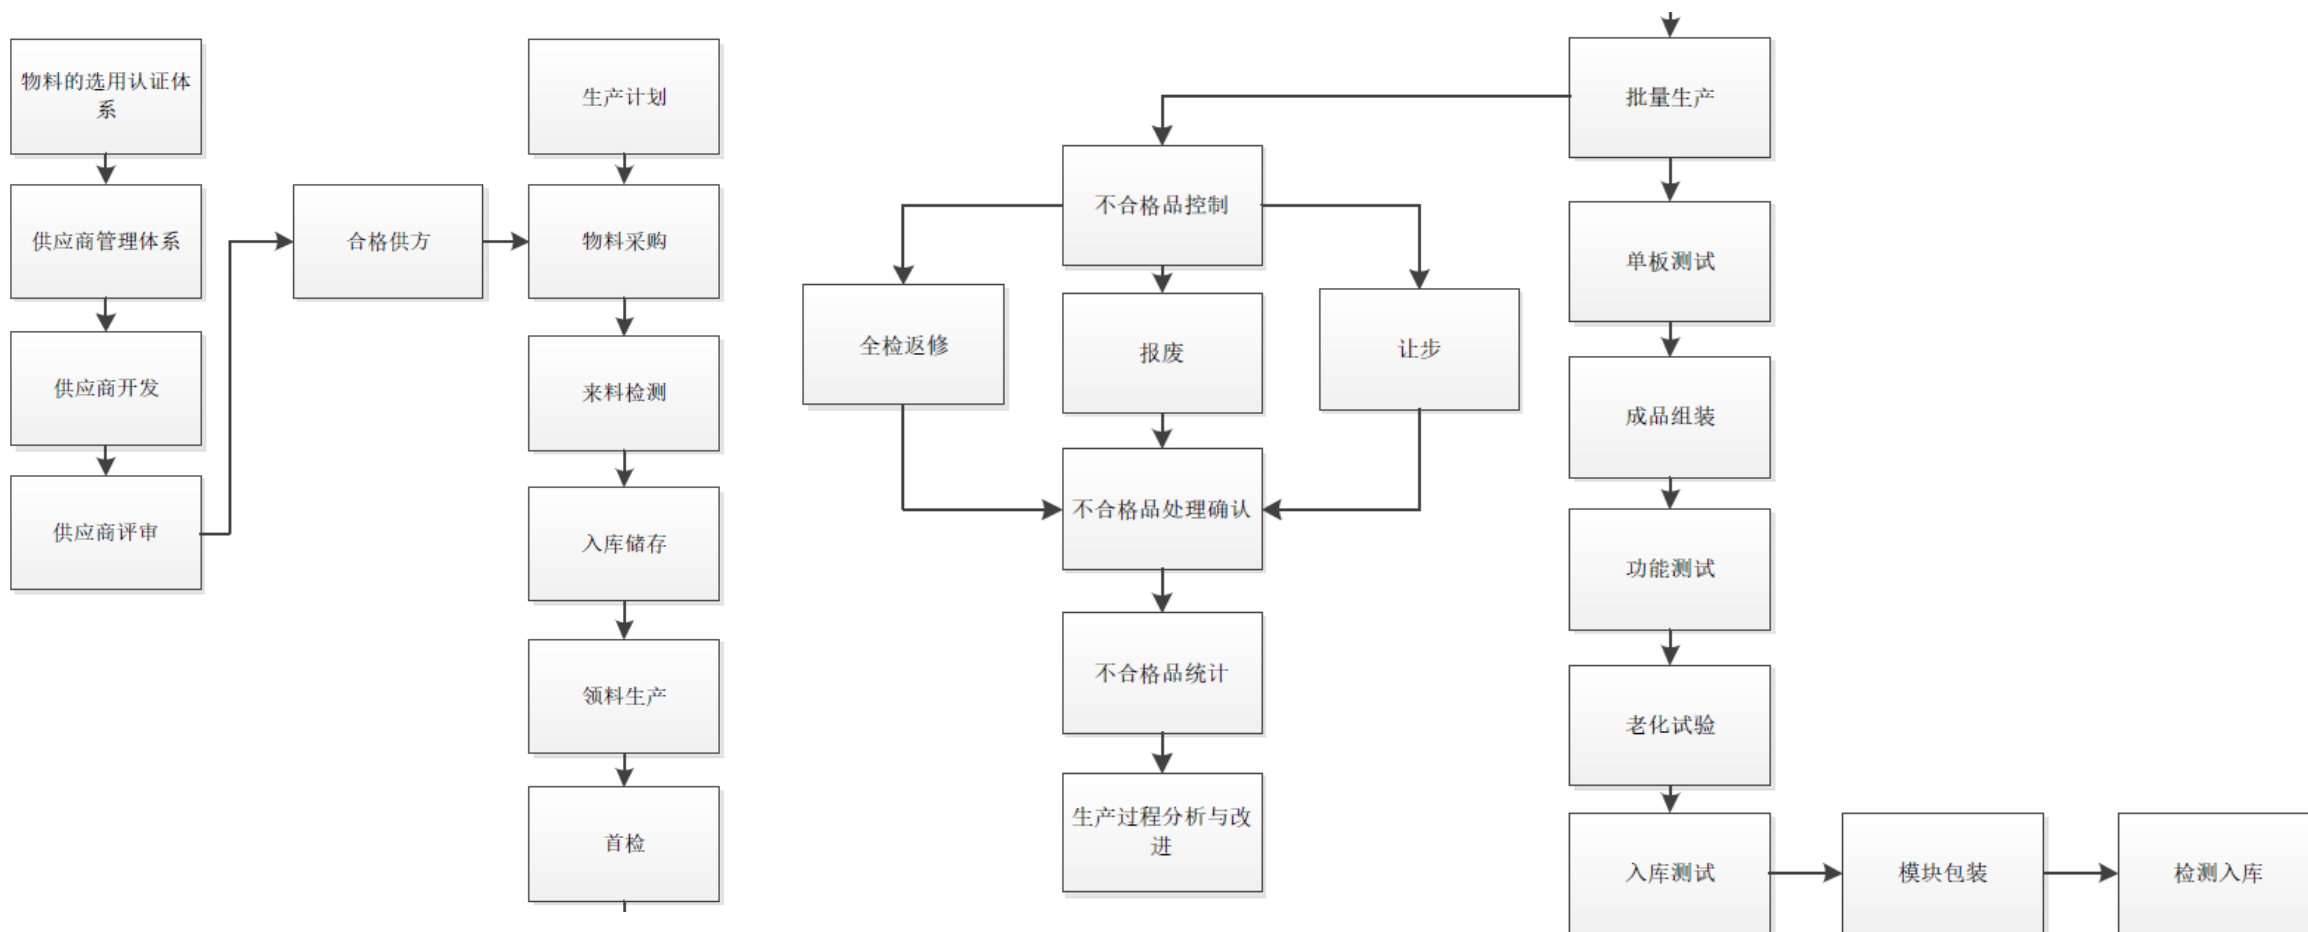 物料的选用认证体
系
供应商管理体系
供应商开发
供应商评审
合格供方
生产计划
物料采购
来料检测
入库储存
领料生产
首检
批量生产
不合格品控制
全检返修
报废
让步
不合格品处理确认
不合格品统计
生产过程分析与改
进
单板测试
成品组装
功能测试
老化试验
入库测试
模块包装
检测入库